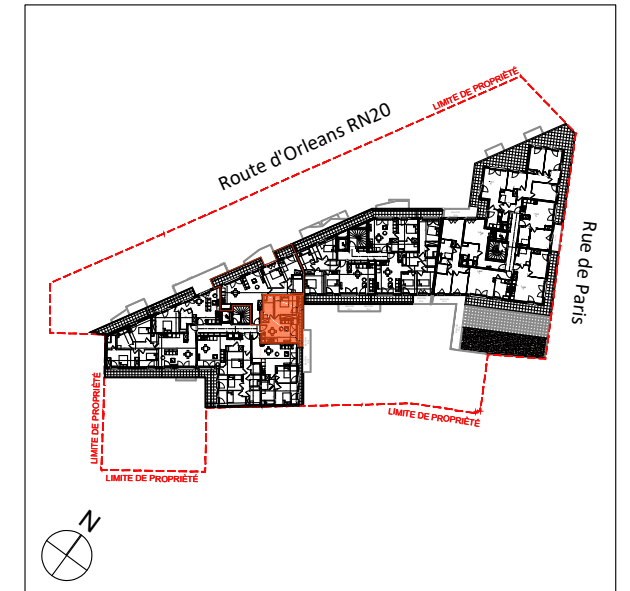 LIMITE DE PROPRIÉTÉ
Route d'Orleans RN20
Rue de Paris
LIMITE DE PROPRIÉTÉ
LIMITE DE PROPRIÉTÉ
LIMITE DE PROPRIÉTÉ
N